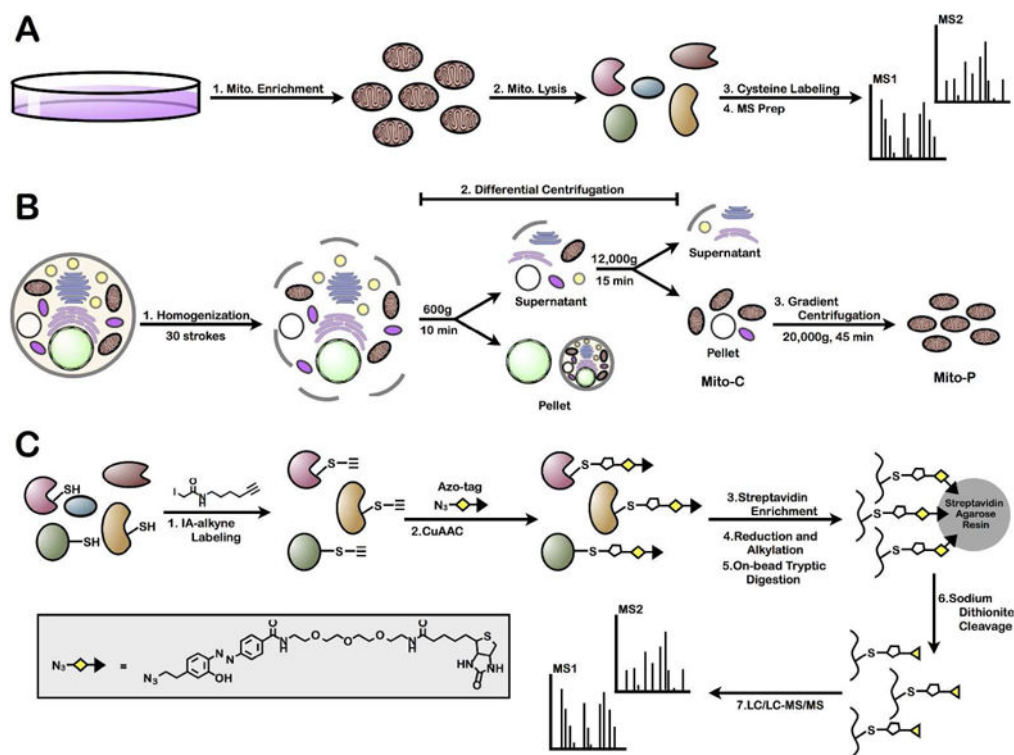 A
1. Mito. Enrichment
2. Mito. Lysis
3. Cysteine Labeling
4. MS Prep
MS1
MS2
B
1. Homogenization
30 strokes
2. Differential Centrifugation
600g
10 min
Supernatant
Pellet
12,000g
15 min
Supernatant
Pellet
Mito-C
3. Gradient
Centrifugation
20,000g, 45 min
Mito-P
C
SH
SH
SH
I
O
N
H
1. IA-alkyne
Labeling
S
S
S
Azo-tag
N3
2.CuAAC
S
S
S
3.Streptavidin
Enrichment
4.Reduction and
Alkylation
5.On-bead Tryptic
Digestion
S
S
S
Streptavidin
Agarose
Resin
6.Sodium
Dithionite
Cleavage
S
S
S
7.LC/LC-MS/MS
MS1
MS2
N3
=
N3
OH
N
N
O
N
H
O
O
O
H
N
O
S
HN
NH
O